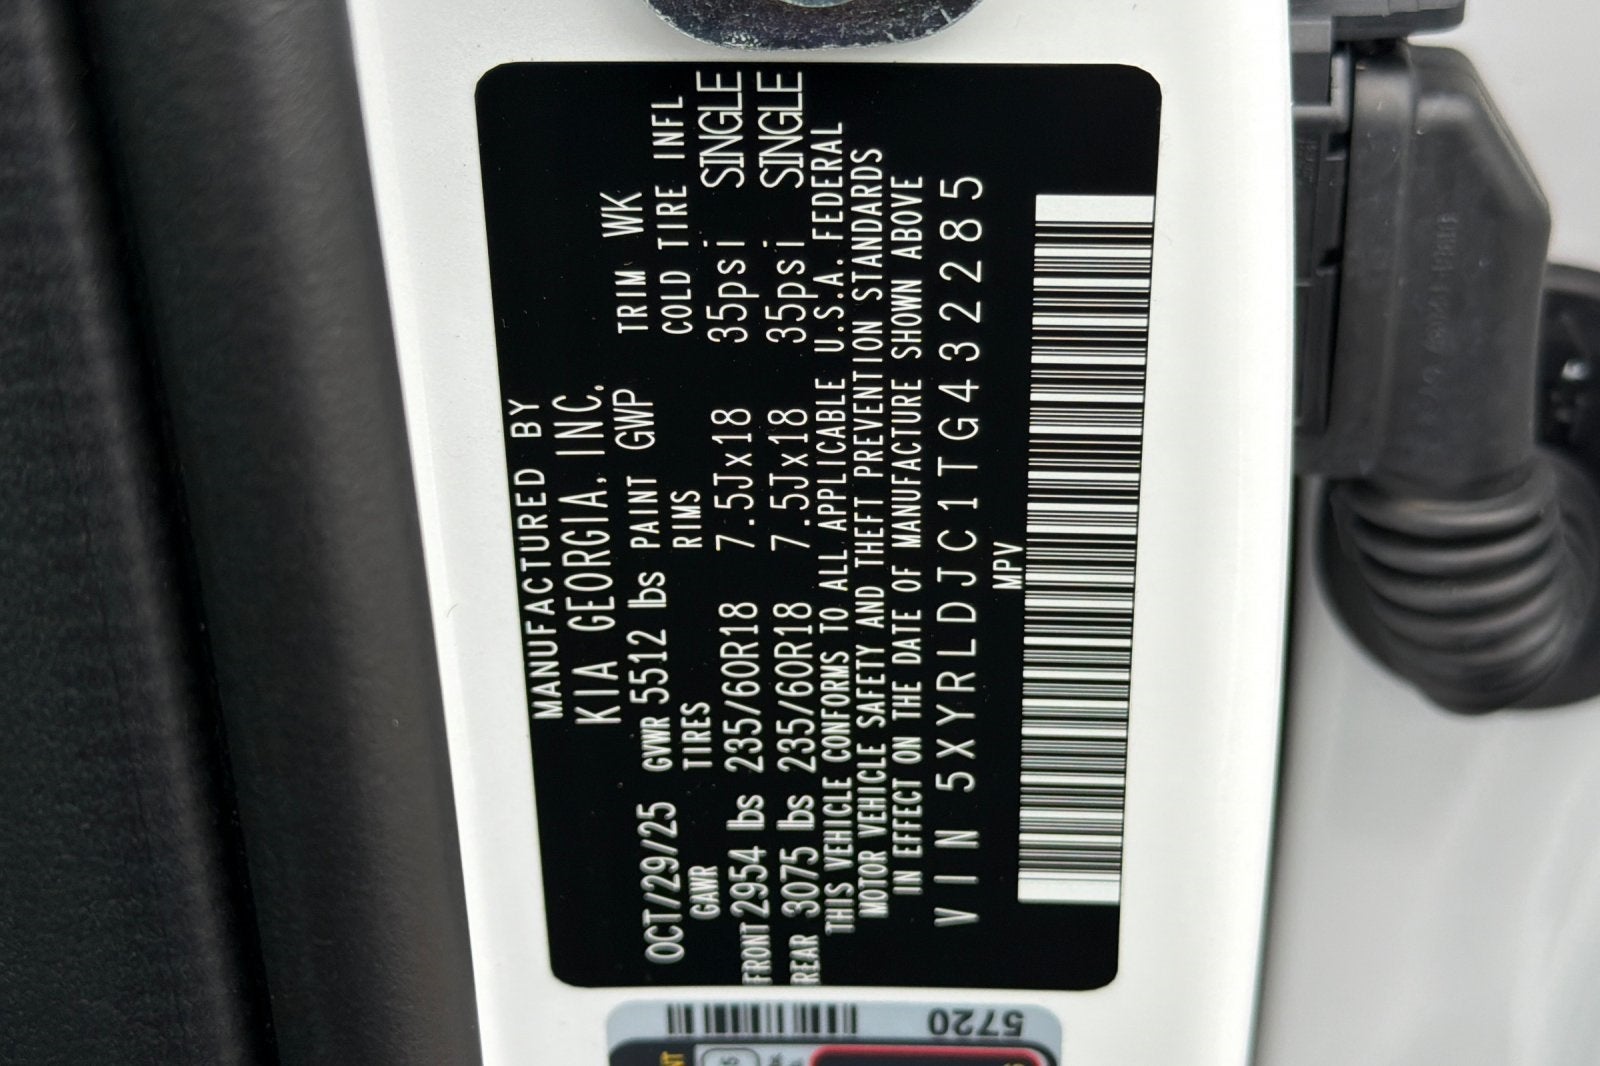 MANUFACTURED BY
KIA GEORGIA, INC.
OCT/29/25 GVWR 5512 lbs PAINT GWP TRIM WK
GAWR TIRES RIMS COLD TIRE INFL
FRONT 2954 lbs 235/60R18 7.5Jx18 35psi SINGLE
REAR 3075 lbs 235/60R18 7.5Jx18 35psi SINGLE
THIS VEHICLE CONFORMS TO ALL APPLICABLE U.S.A. FEDERAL
MOTOR VEHICLE SAFETY AND THEFT PREVENTION STANDARDS
IN EFFECT ON THE DATE OF MANUFACTURE SHOWN ABOVE
VIN 5XYRLDJC1TG432285
MPV
5720